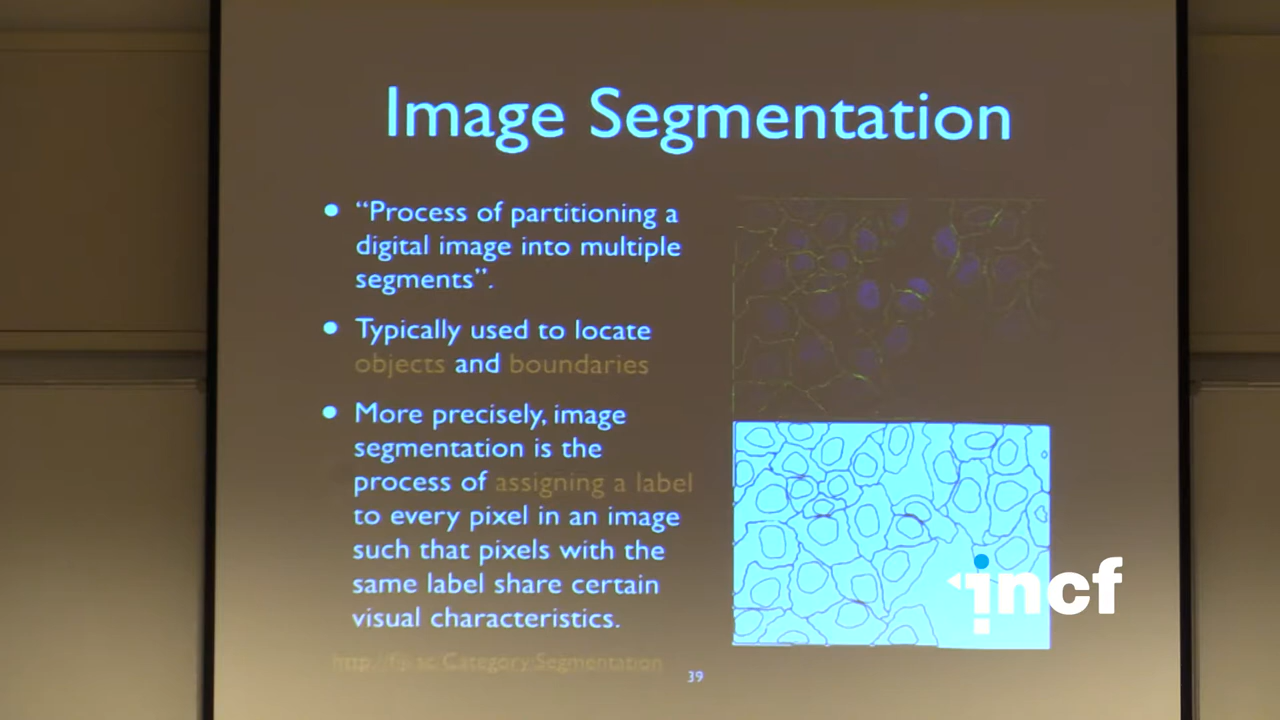 Image Segmentation
• “Process of partitioning a
digital image into multiple
segments”.
• Typically used to locate
objects and boundaries
• More precisely, image
segmentation is the
process of assigning a label
to every pixel in an image
such that pixels with the
same label share certain
visual characteristics.
Category:Segmentation
39
incf